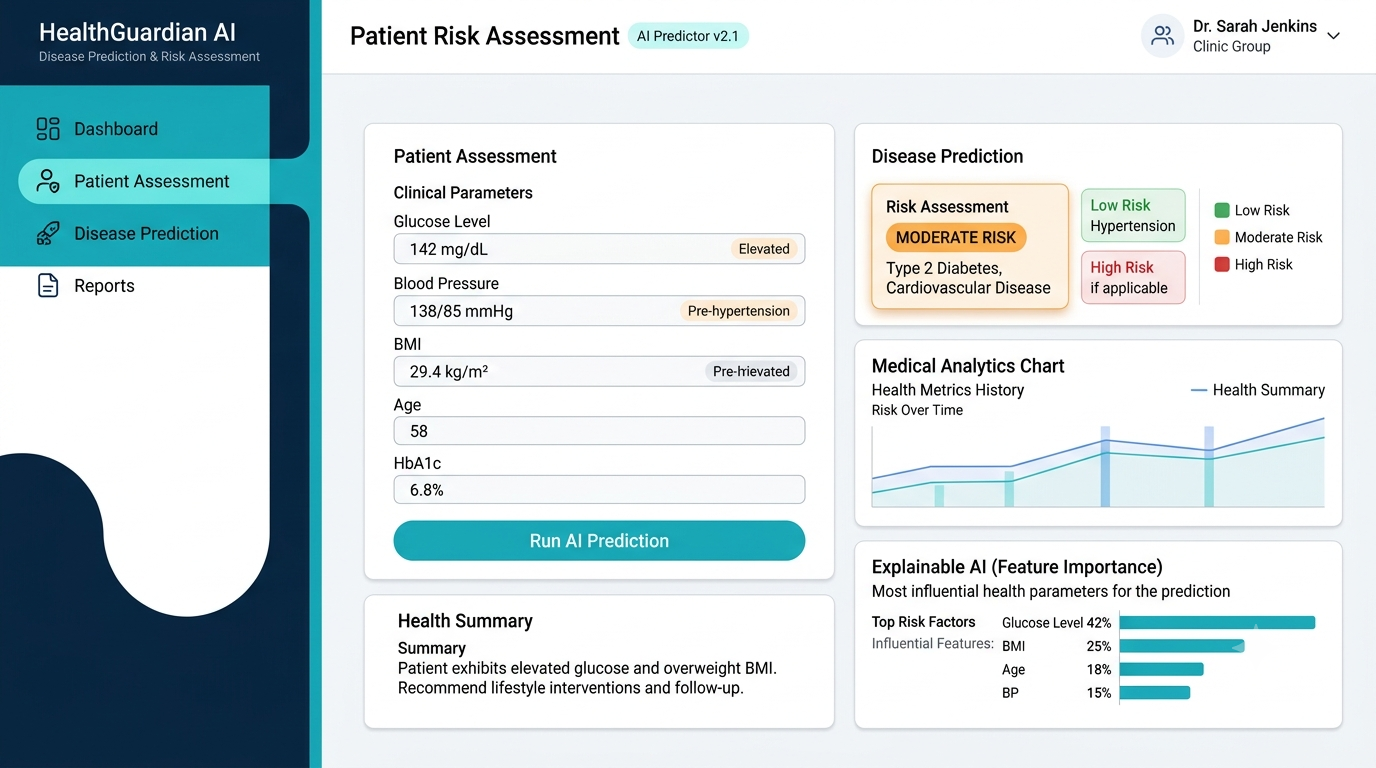 HealthGuardian AI
Disease Prediction & Risk Assessment
Dashboard
Patient Assessment
Disease Prediction
Reports
Patient Risk Assessment
AI Predictor v2.1
Dr. Sarah Jenkins
Clinic Group
Patient Assessment
Clinical Parameters
Glucose Level
142 mg/dL
Elevated
Blood Pressure
138/85 mmHg
Pre-hypertension
BMI
29.4 kg/m²
Pre-hrievated
Age
58
HbA1c
6.8%
Run AI Prediction
Health Summary
Summary
Patient exhibits elevated glucose and overweight BMI.
Recommend lifestyle interventions and follow-up.
Disease Prediction
Risk Assessment
MODERATE RISK
Type 2 Diabetes,
Cardiovascular Disease
Low Risk
Hypertension
High Risk
if applicable
Low Risk
Moderate Risk
High Risk
Medical Analytics Chart
Health Metrics History
Risk Over Time
Health Summary
Explainable AI (Feature Importance)
Most influential health parameters for the prediction
Top Risk Factors
Influential Features:
Glucose Level 42%
BMI 25%
Age 18%
BP 15%